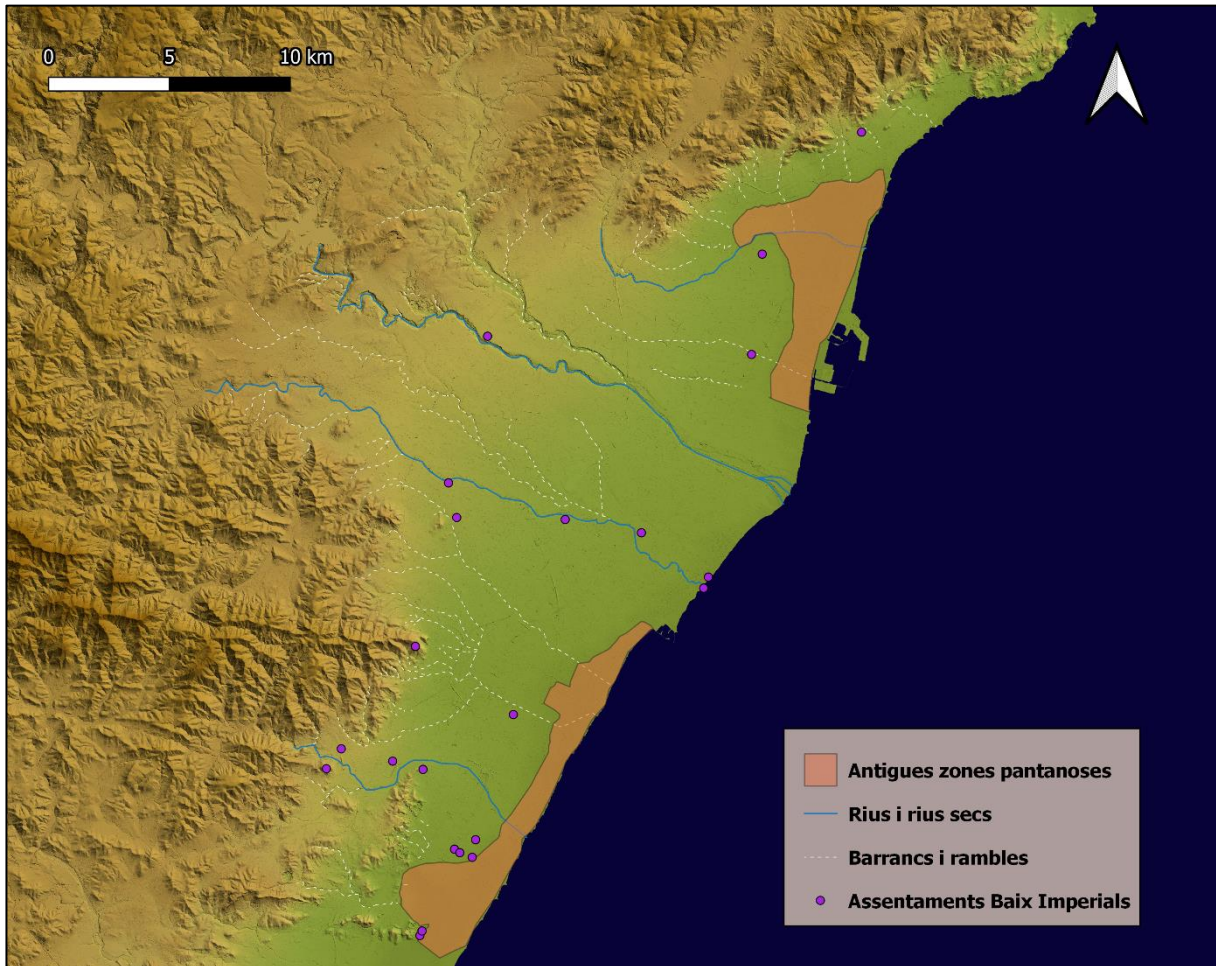 0 5 10 km
Antigues zones pantanoses
Rius i rius secs
Barrancs i rambles
Assentaments Baix Imperials